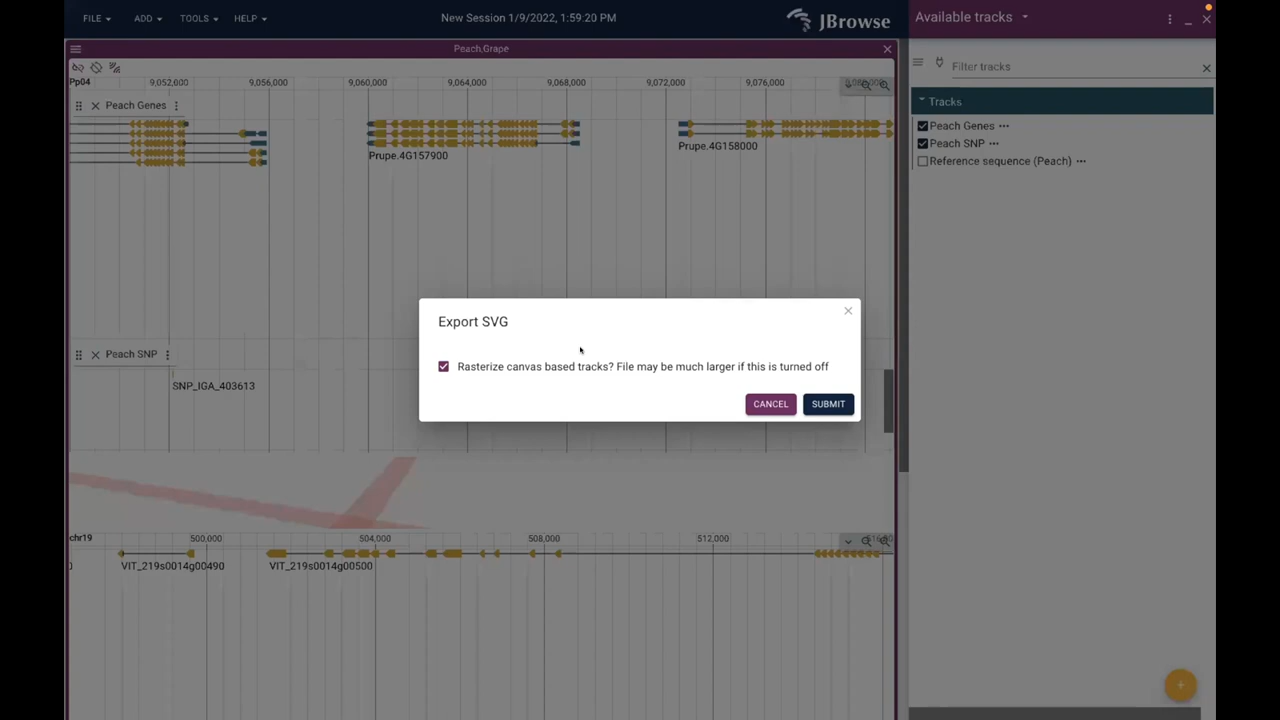 FILE ADD TOOLS HELP New Session 1/9/2022, 1:59:20 PM JBrowse
Available tracks
Peach,Grape
Filter tracks
Pp04 9,052,000 9,056,000 9,060,000 9,064,000 9,068,000 9,072,000 9,076,000
Tracks
Peach Genes
Peach Genes
Peach SNP
Reference sequence (Peach)
Prupe.4G157900
Prupe.4G158000
Export SVG
Peach SNP
Rasterize canvas based tracks? File may be much larger if this is turned off
SNP_IGA_403613
CANCEL SUBMIT
chr19 500,000 504,000 508,000 512,000
VIT_219s0014g00490 VIT_219s0014g00500